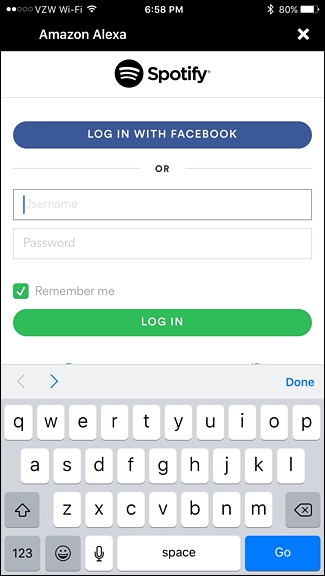 VZW Wi-Fi 6:58 PM 80%
Amazon Alexa
Spotify®
LOG IN WITH FACEBOOK
OR
Username
Password
Remember me
LOG IN
Done
q w e r t y u i o p
a s d f g h j k l
z x c v b n m
123 space Go